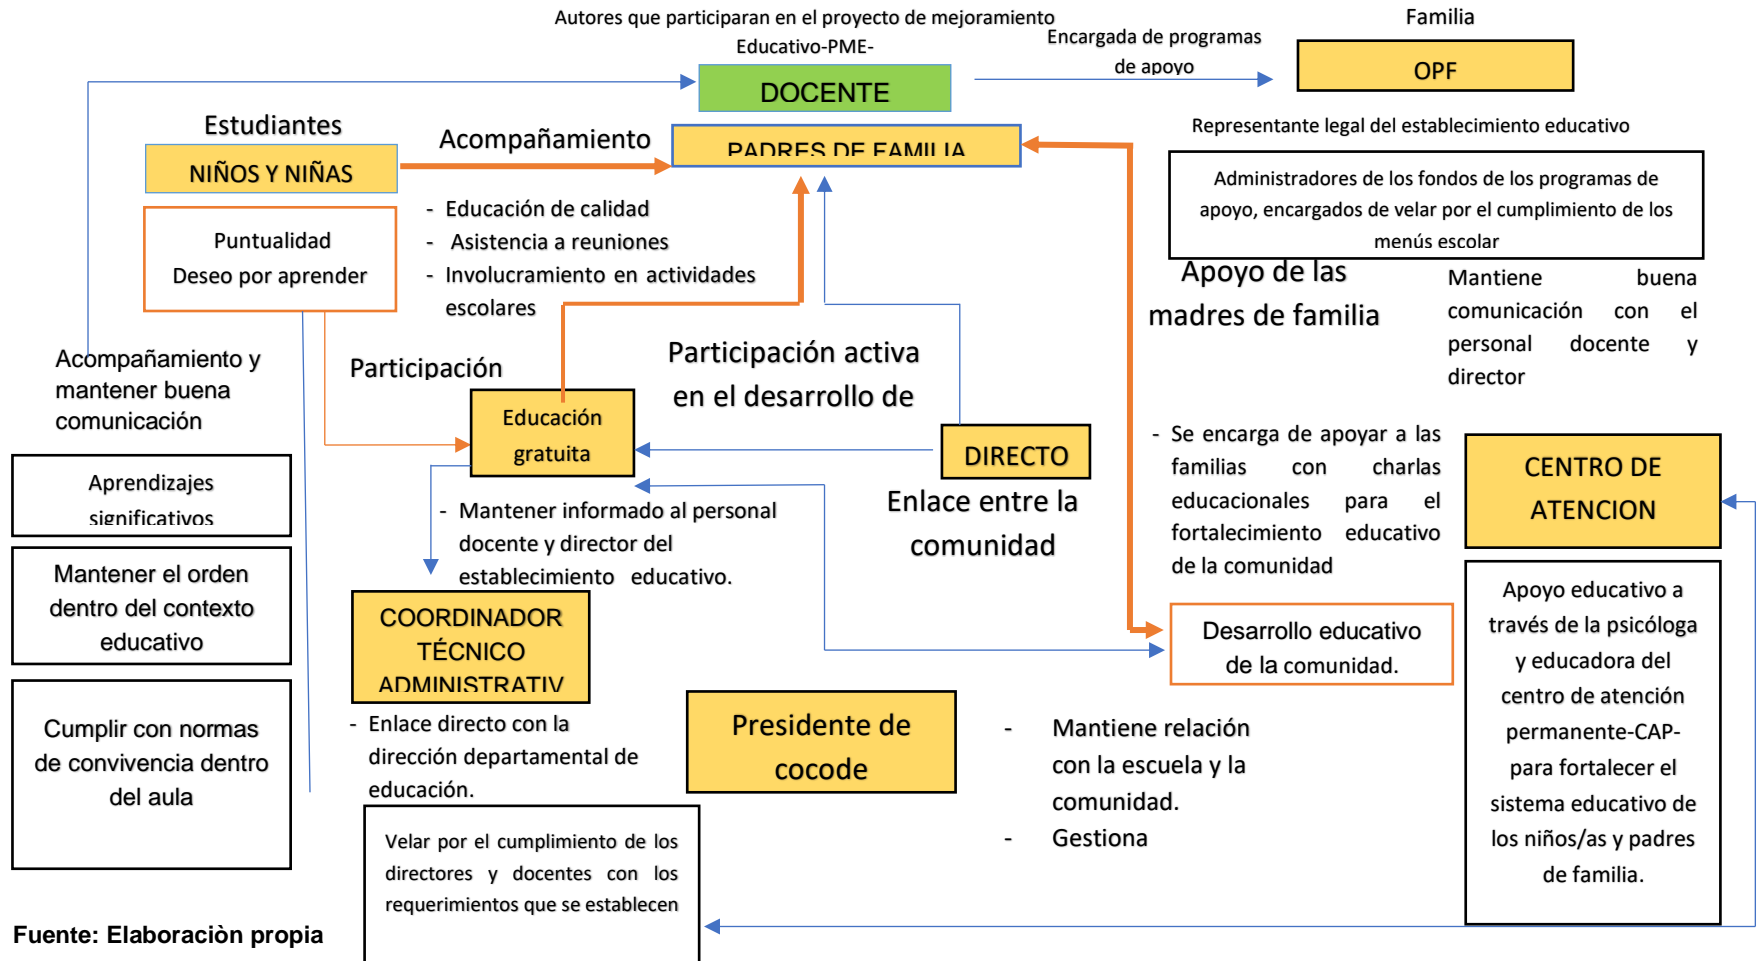 Autores que participaran en el proyecto de mejoramiento
Educativo-PME-
Familia
Encargada de programas
de apoyo
OPF
DOCENTE
Estudiantes
Acompañamiento
PADRES DE FAMILIA
NIÑOS Y NIÑAS
Representante legal del establecimiento educativo
Administradores de los fondos de los programas de
apoyo, encargados de velar por el cumplimiento de los
menús escolar
Puntualidad
Deseo por aprender
- Educación de calidad
- Asistencia a reuniones
- Involucramiento en actividades
escolares
Apoyo de las
madres de familia
Mantiene buena
comunicación con el
personal docente y
director
Acompañamiento y
mantener buena
comunicación
Participación
Participación activa
en el desarrollo de
Educación
gratuita
DIRECTO
Enlace entre la
comunidad
- Se encarga de apoyar a las
familias con charlas
educacionales para el
fortalecimiento educativo
de la comunidad
CENTRO DE
ATENCION
Aprendizajes
significativos
- Mantener informado al personal
docente y director del
establecimiento educativo.
Mantener el orden
dentro del contexto
educativo
COORDINADOR
TÉCNICO
ADMINISTRATIV
Desarrollo educativo
de la comunidad.
Apoyo educativo a
través de la psicóloga
y educadora del
centro de atención
permanente-CAP-
para fortalecer el
sistema educativo de
los niños/as y padres
de familia.
Cumplir con normas
de convivencia dentro
del aula
- Enlace directo con la
dirección departamental de
educación.
Presidente de
cocode
- Mantiene relación
con la escuela y la
comunidad.
- Gestiona
Velar por el cumplimiento de los
directores y docentes con los
requerimientos que se establecen
Fuente: Elaboraciòn propia